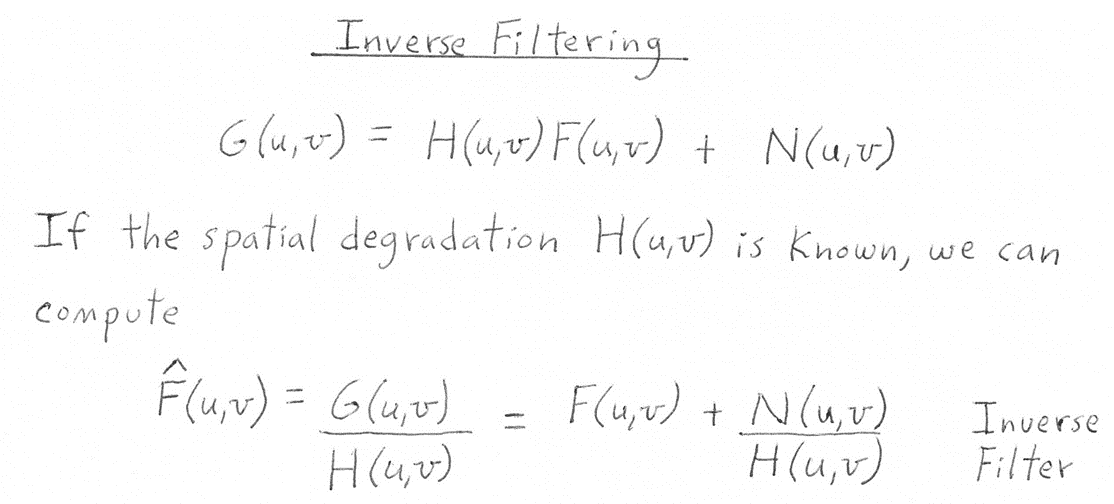 Inverse Filtering
G(u,v) = H(u,v) F(u,v) + N(u,v)
If the spatial degradation H(u,v) is known, we can
compute
F̂(u,v) = G(u,v) / H(u,v) = F(u,v) + N(u,v) / H(u,v) Inverse Filter